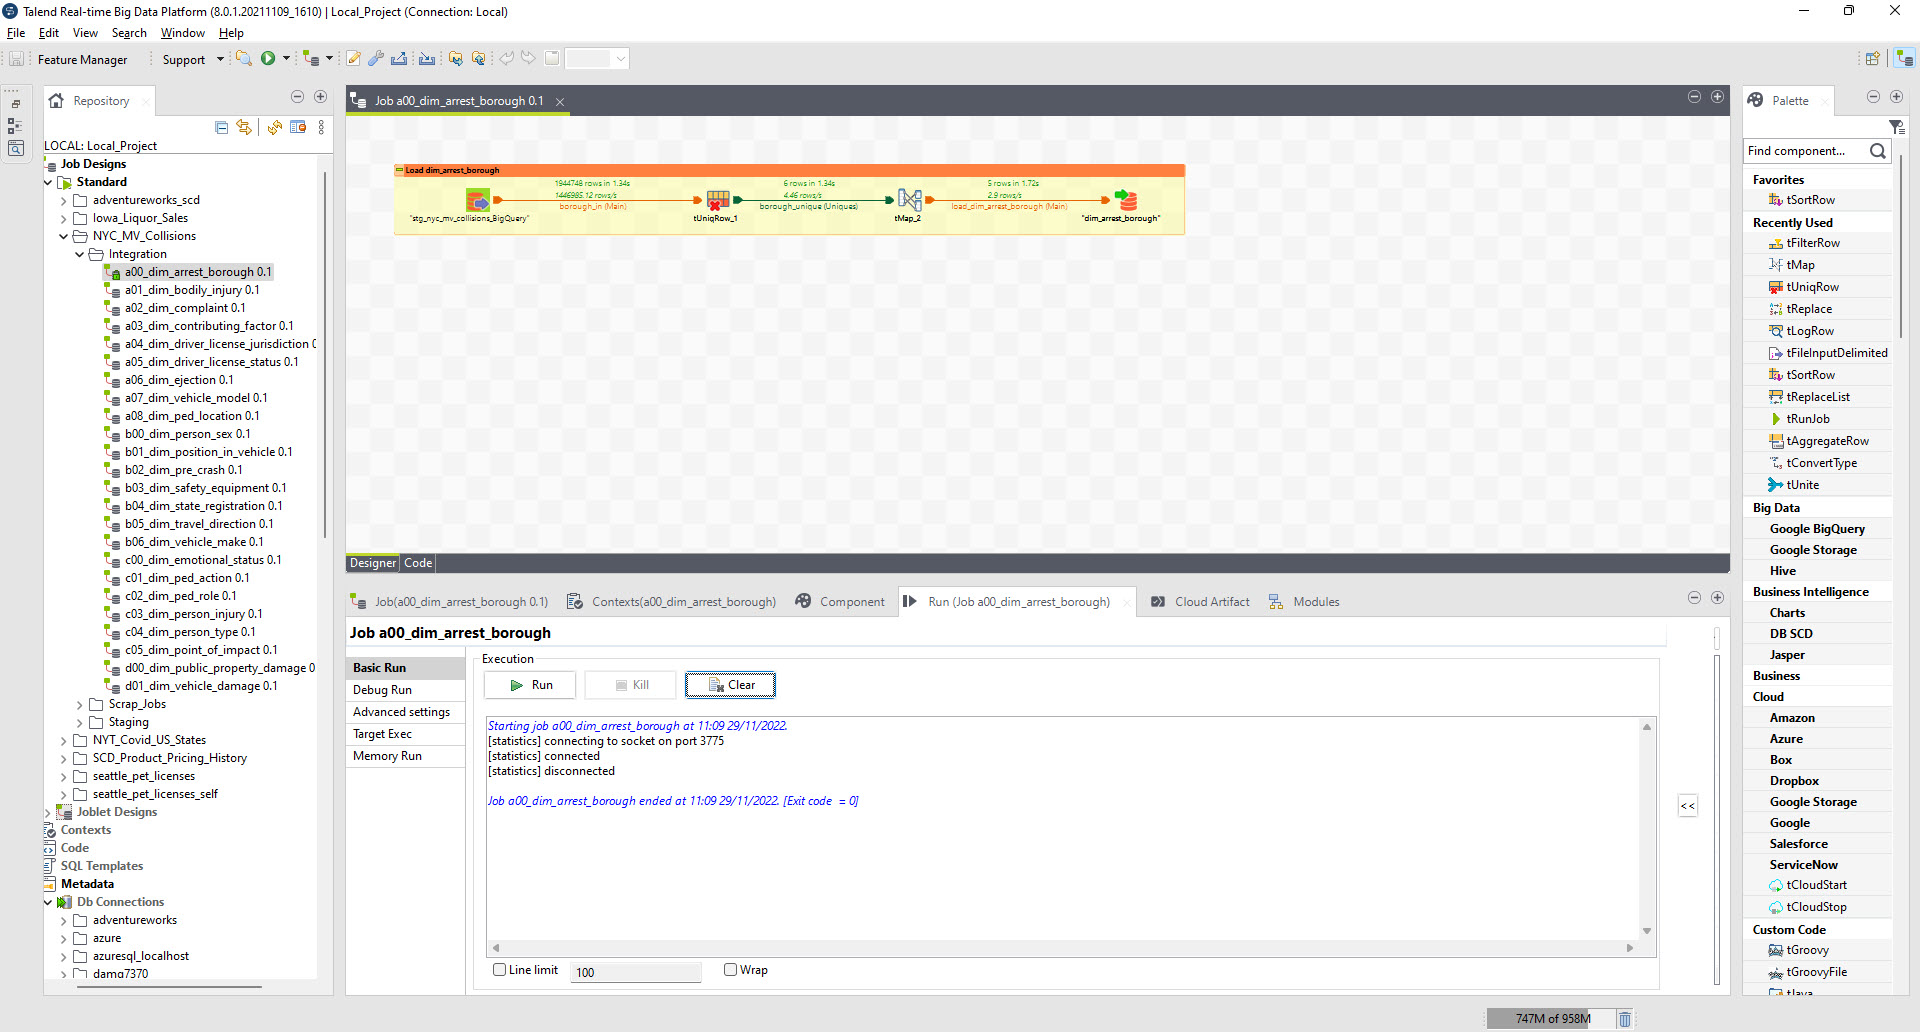 Talend Real-time Big Data Platform (8.0.1.20211109_1610) | Local_Project (Connection: Local)
File Edit View Search Window Help
Feature Manager Support
Repository
LOCAL: Local_Project
Job Designs
Standard
adventureworks_scd
Iowa_Liquor_Sales
NYC_MV_Collisions
Integration
a00_dim_arrest_borough 0.1
a01_dim_bodily_injury 0.1
a02_dim_complaint 0.1
a03_dim_contributing_factor 0.1
a04_dim_driver_license_jurisdiction
a05_dim_driver_license_status 0.1
a06_dim_ejection 0.1
a07_dim_vehicle_model 0.1
a08_dim_ped_location 0.1
b00_dim_person_sex 0.1
b01_dim_position_in_vehicle 0.1
b02_dim_pre_crash 0.1
b03_dim_safety_equipment 0.1
b04_dim_state_registration 0.1
b05_dim_travel_direction 0.1
b06_dim_vehicle_make 0.1
c00_dim_emotional_status 0.1
c01_dim_ped_action 0.1
c02_dim_ped_role 0.1
c03_dim_person_injury 0.1
c04_dim_person_type 0.1
c05_dim_point_of_impact 0.1
d00_dim_public_property_damage 0
d01_dim_vehicle_damage 0.1
Scrap_Jobs
Staging
NYT_Covid_US_States
SCD_Product_Pricing_History
seattle_pet_licenses
seattle_pet_licenses_self
Joblet Designs
Contexts
Code
SQL Templates
Metadata
Db Connections
adventureworks
azure
azuresql_localhost
damg7370
Job a00_dim_arrest_borough 0.1
Load dim_arrest_borough
1944748 rows in 1.34s
1446985.12 rows/s
borough_in (Main)
6 rows in 1.34s
4.46 rows/s
borough_unique (Uniques)
5 rows in 1.72s
2.9 rows/s
load_dim_arrest_borough (Main)
"stg_nyc_mv_collisions_BigQuery"
tUniqRow_1
tMap_2
"dim_arrest_borough"
Designer Code
Job(a00_dim_arrest_borough 0.1) Contexts(a00_dim_arrest_borough) Component Run (Job a00_dim_arrest_borough) Cloud Artifact Modules
Job a00_dim_arrest_borough
Basic Run
Debug Run
Advanced settings
Target Exec
Memory Run
Execution
Run Kill Clear
Starting job a00_dim_arrest_borough at 11:09 29/11/2022.
[statistics] connecting to socket on port 3775
[statistics] connected
[statistics] disconnected
Job a00_dim_arrest_borough ended at 11:09 29/11/2022. [Exit code  = 0]
<<
Line limit 100 Wrap
Palette
Find component...
Favorites
tSortRow
Recently Used
tFilterRow
tMap
tUniqRow
tReplace
tLogRow
tFileInputDelimited
tSortRow
tReplaceList
tRunJob
tAggregateRow
tConvertType
tUnite
Big Data
Google BigQuery
Google Storage
Hive
Business Intelligence
Charts
DB SCD
Jasper
Business
Cloud
Amazon
Azure
Box
Dropbox
Google Storage
Google
Salesforce
ServiceNow
tCloudStart
tCloudStop
Custom Code
tGroovy
tGroovyFile
tJava
747M of 958M